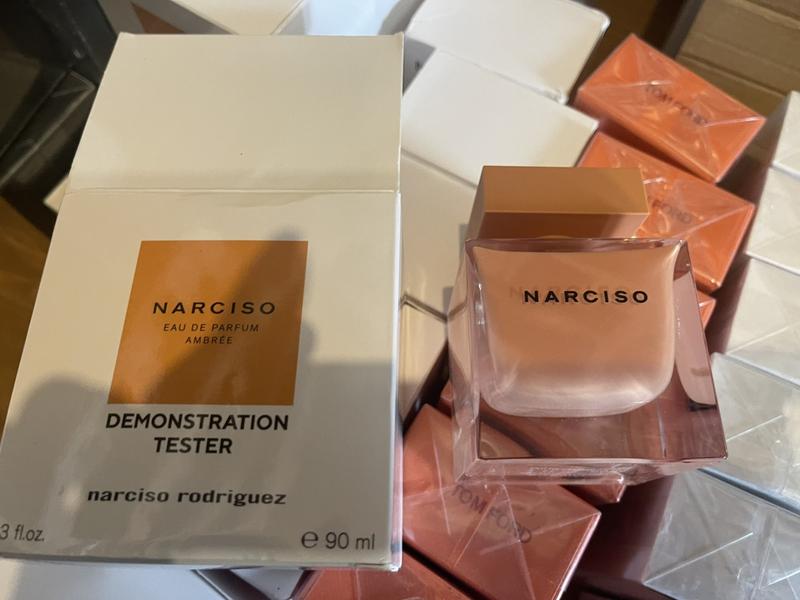 NARCISO
EAU DE PARFUM
AMBRÉE
DEMONSTRATION
TESTER
narciso rodriguez
3 fl.oz.
℮ 90 ml
NARCISO
TOM FORD
FORD
TOM FORD